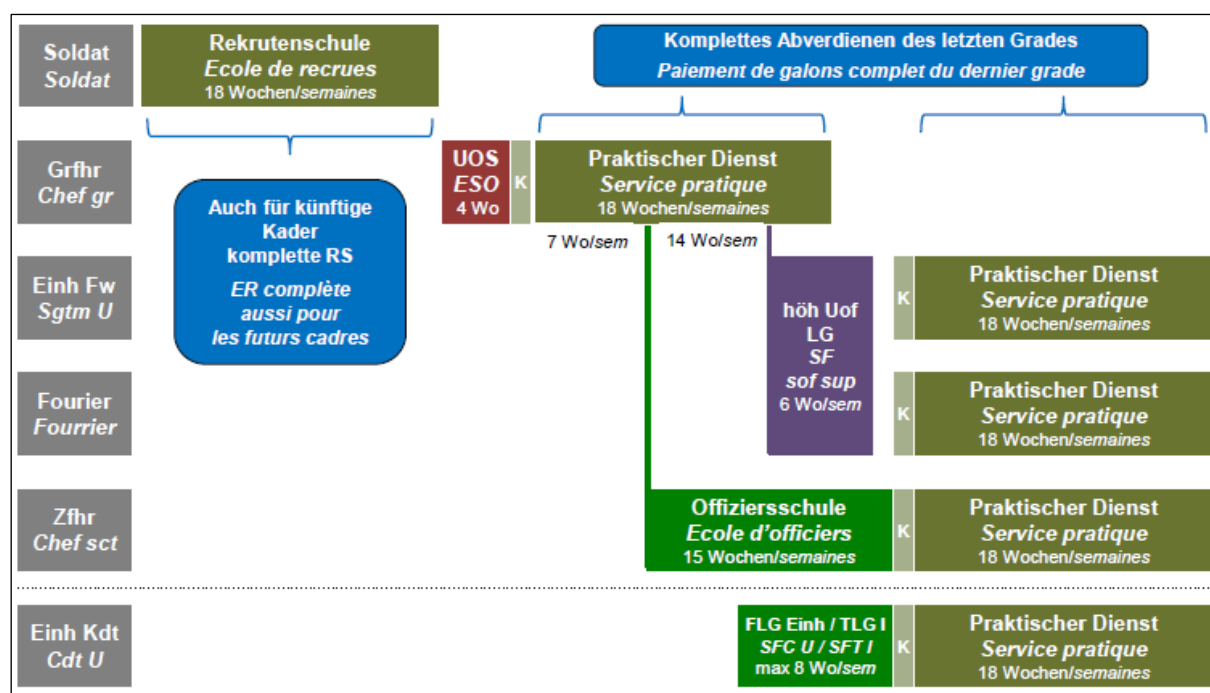 Soldat
Soldat
Rekrutenschule
Ecole de recrues
18 Wochen/semaines
Komplettes Abverdienen des letzten Grades
Paiement de galons complet du dernier grade
Grfhr
Chef gr
UOS
ESO
4 Wo
K
Praktischer Dienst
Service pratique
18 Wochen/semaines
Auch für künftige
Kader
komplette RS
ER complète
aussi pour
les futurs cadres
7 Wo/sem
14 Wo/sem
Einh Fw
Sgtm U
höh Uof
LG
SF
sof sup
6 Wo/sem
K
Praktischer Dienst
Service pratique
18 Wochen/semaines
Fourier
Fourrier
K
Praktischer Dienst
Service pratique
18 Wochen/semaines
Zfhr
Chef sct
Offiziersschule
Ecole d'officiers
15 Wochen/semaines
K
Praktischer Dienst
Service pratique
18 Wochen/semaines
Einh Kdt
Cdt U
FLG Einh / TLG I
SFC U / SFT I
max 8 Wo/sem
K
Praktischer Dienst
Service pratique
18 Wochen/semaines